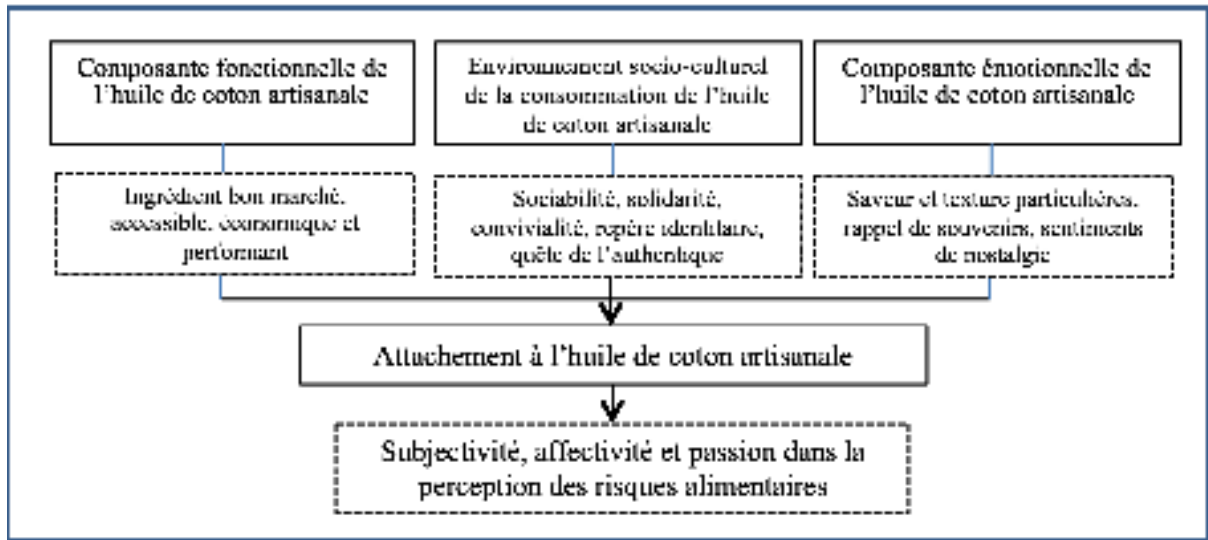 Composante fonctionnelle de
l'huile de coton artisanale
Environnement socio-culturel
de la consommation de l'huile
de coton artisanale
Composante émotionnelle de
l'huile de coton artisanale
Ingrédient bon marché,
accessible, économique et
performant
Sociabilité, solidarité,
convivialité, repère identitaire,
quête de l'authentique
Saveur et texture particulières,
rappel de souvenirs, sentiments
de nostalgie
Attachement à l'huile de coton artisanale
Subjectivité, affectivité et passion dans la
perception des risques alimentaires